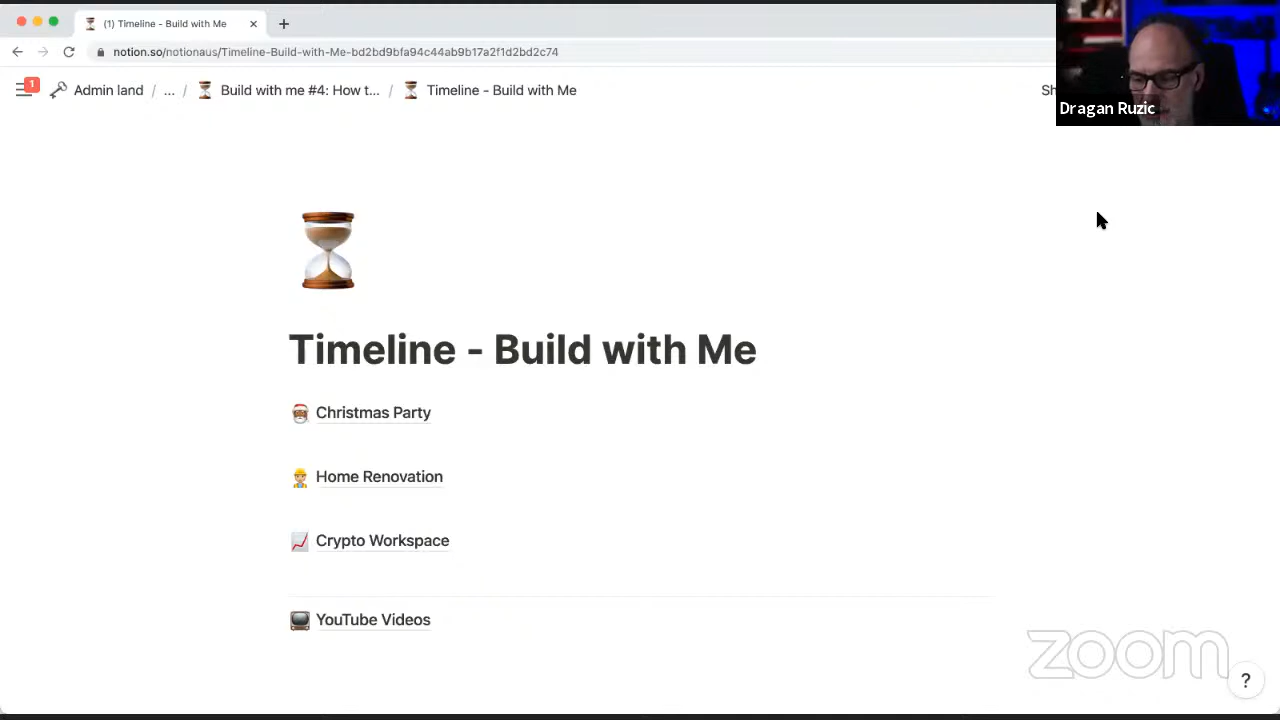 (1) Timeline - Build with Me
notion.so/notionaus/Timeline-Build-with-Me-bd2bd9bfa94c44ab9b17a2f1d2bd2c74
1
Admin land / ... / Build with me #4: How t... / Timeline - Build with Me
Dragan Ruzic
Timeline - Build with Me
Christmas Party
Home Renovation
Crypto Workspace
YouTube Videos
zoom
?